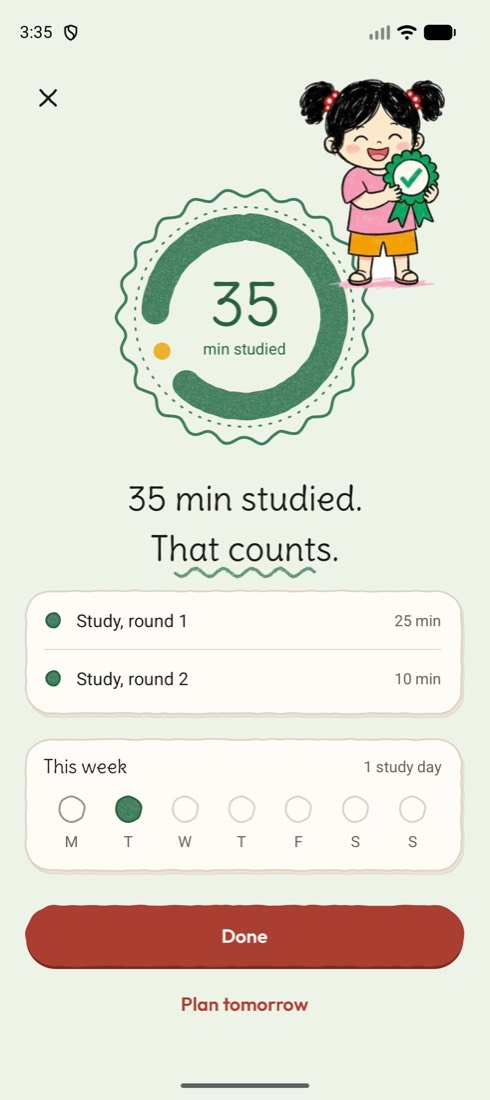 3:35
35
min studied
35 min studied.
That counts.
Study, round 1 25 min
Study, round 2 10 min
This week 1 study day
M T W T F S S
Done
Plan tomorrow